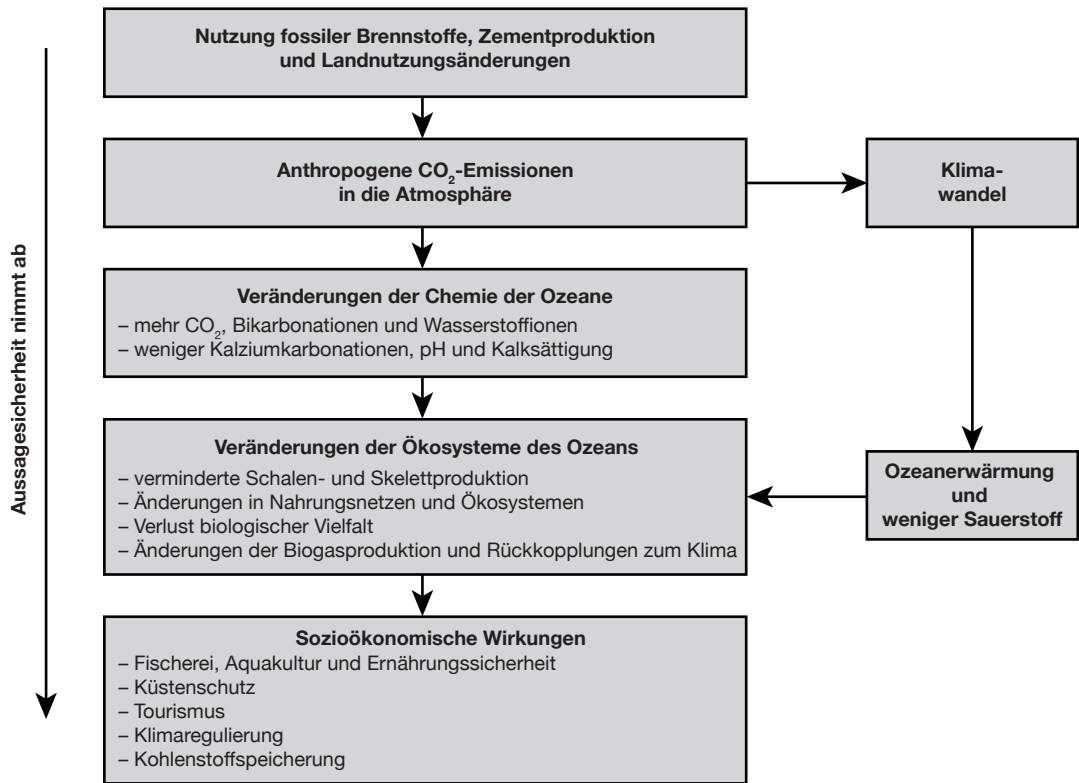 Nutzung fossiler Brennstoffe, Zementproduktion
und Landnutzungsänderungen
Anthropogene CO₂-Emissionen
in die Atmosphäre
Klima-
wandel
Veränderungen der Chemie der Ozeane
– mehr CO₂, Bikarbonationen und Wasserstoffionen
– weniger Kalziumkarbonationen, pH und Kalksättigung
Veränderungen der Ökosysteme des Ozeans
– verminderte Schalen- und Skelettproduktion
– Änderungen in Nahrungsnetzen und Ökosystemen
– Verlust biologischer Vielfalt
– Änderungen der Biogasproduktion und Rückkopplungen zum Klima
Ozeanerwärmung
und
weniger Sauerstoff
Sozioökonomische Wirkungen
– Fischerei, Aquakultur und Ernährungssicherheit
– Küstenschutz
– Tourismus
– Klimaregulierung
– Kohlenstoffspeicherung
Aussagesicherheit nimmt ab